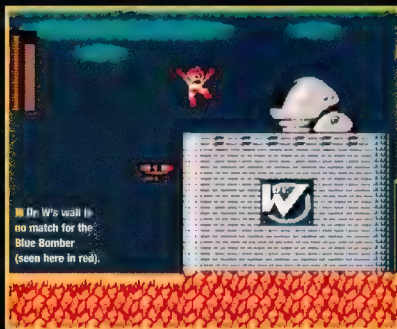 Dr. W's wall is
no match for the
Blue Bomber
(seen here in red).
W